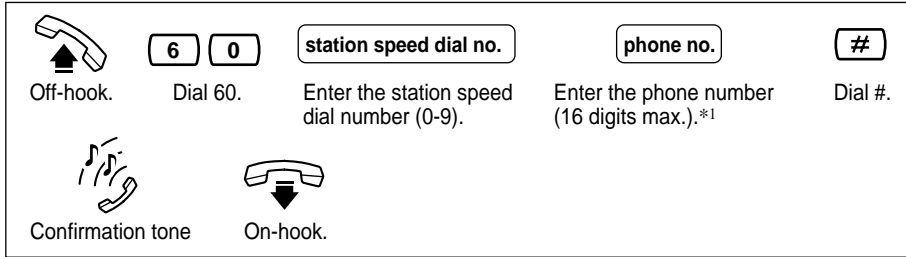 6 0 station speed dial no. phone no. #
Off-hook. Dial 60. Enter the station speed Enter the phone number Dial #.
dial number (0-9). (16 digits max.).*1
Confirmation tone On-hook.